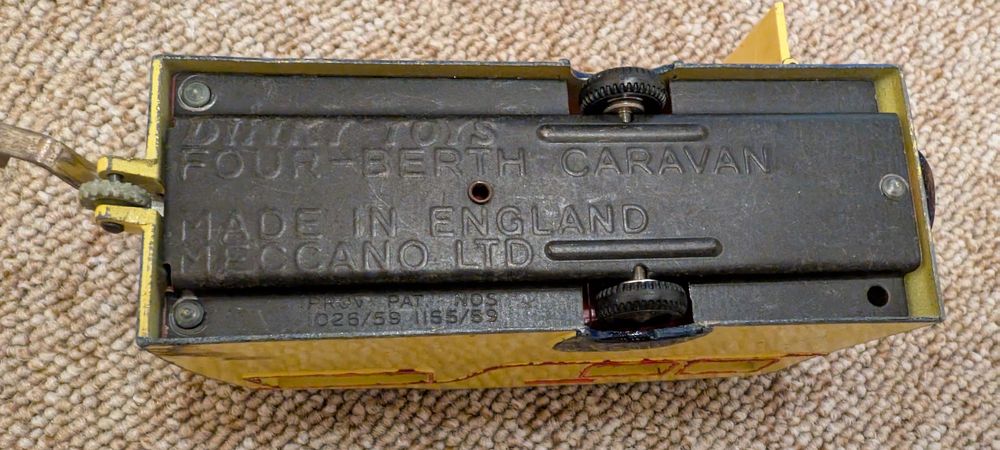 DINKY TOYS
FOUR-BERTH CARAVAN
MADE IN ENGLAND
MECCANO LTD
PROV PAT NOS
1026/59 1155/59